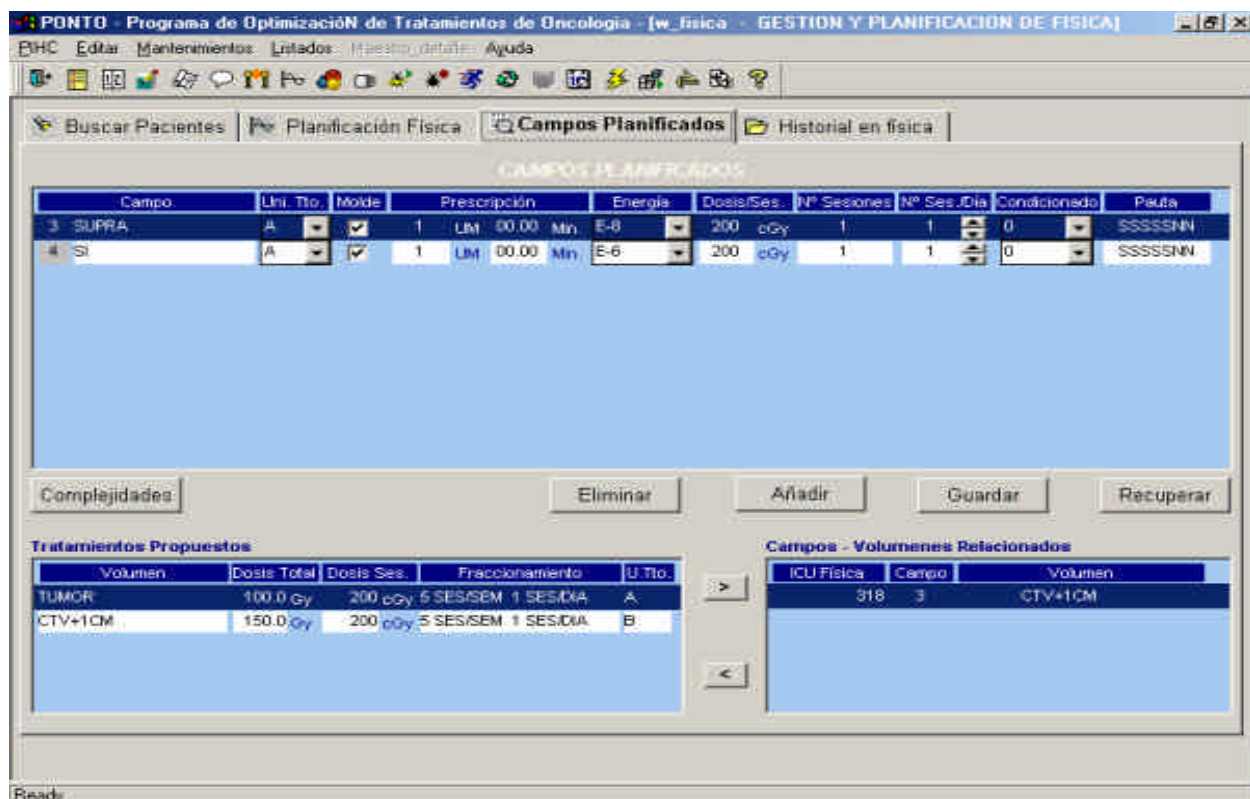 PONTO - Programa de OptimizacióN de Tratamientos de Oncología - [w_fisica - GESTION Y PLANIFICACION DE FISICA]
Editar Mantenimientos Listados Ayuda
Buscar Pacientes Planificación Física Campos Planificados Historial en física
CAMPOS PLANIFICADOS
Campo Uni. Tto. Molde Prescripción Energía Dosis/Ses. Nº Sesiones Nº Ses./Día Condicionado Pauta
3 SUPRA A 1 UM 00.00 Min E-6 200 cGy 1 1 0 SSSSSNN
4 SI A 1 UM 00.00 Min E-6 200 cGy 1 1 0 SSSSSNN
Complejidades Eliminar Añadir Guardar Recuperar
Tratamientos Propuestos Campos - Volumenes Relacionados
Volumen Dosis Total Dosis Ses. Fraccionamiento U.Tto. > ICU Física Campo Volumen
TUMOR 100.0 Gy 200 cGy 5 SES/SEM 1 SES/DIA A 318 3 CTV+1CM
CTV+1CM 150.0 Gy 200 cGy 5 SES/SEM 1 SES/DIA B
<
Ready